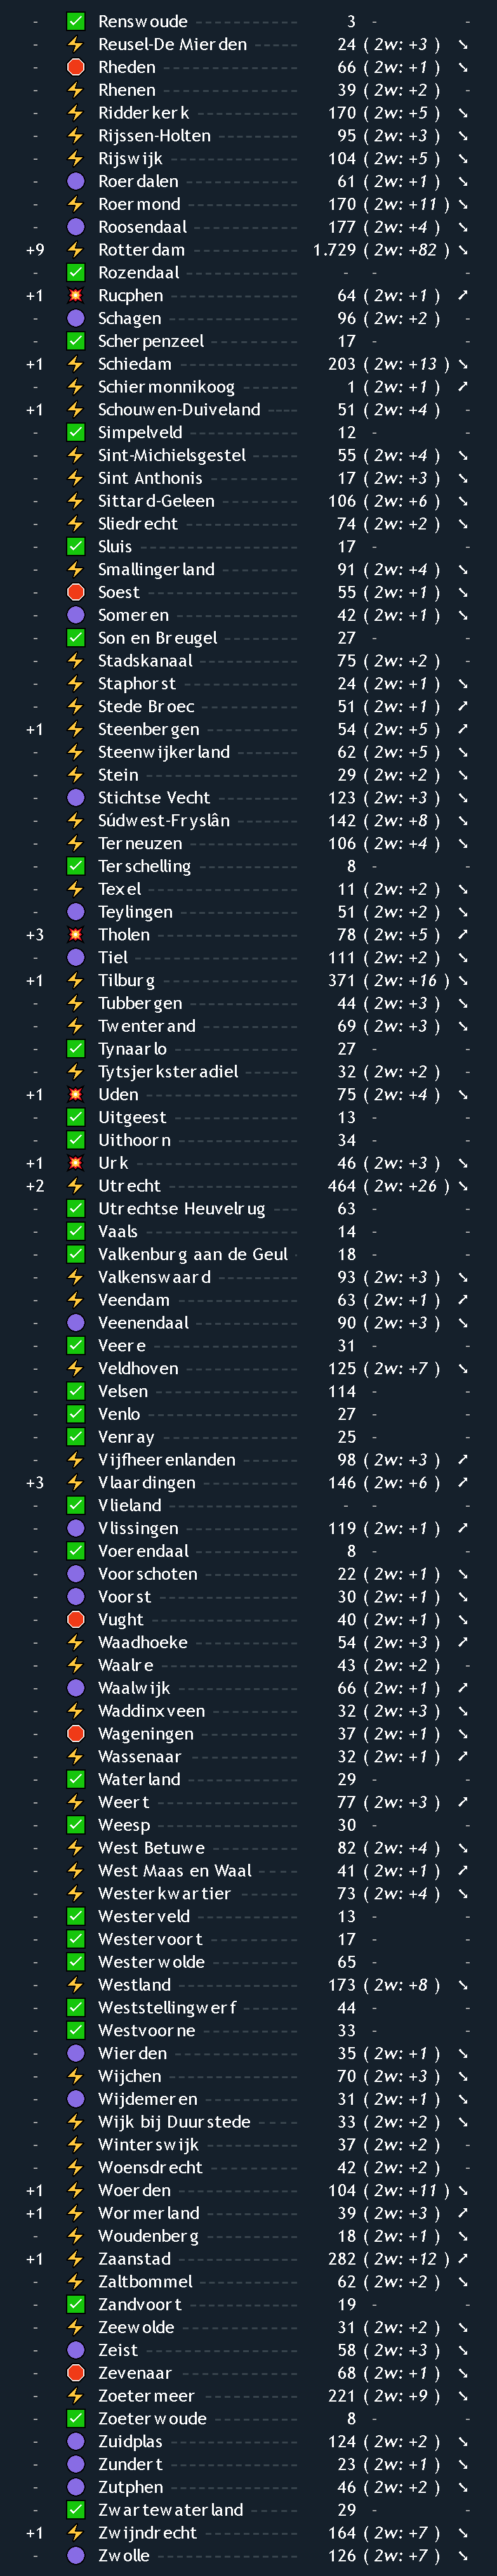 - ✅ Renswoude 3 - -
- ⚡ Reusel-De Mierden 24 ( 2w: +3 ) ↘
- 🛑 Rheden 66 ( 2w: +1 ) ↘
- ⚡ Rhenen 39 ( 2w: +2 ) -
- ⚡ Ridderkerk 170 ( 2w: +5 ) ↘
- ⚡ Rijssen-Holten 95 ( 2w: +3 ) ↘
- ⚡ Rijswijk 104 ( 2w: +5 ) ↘
- 🟣 Roerdalen 61 ( 2w: +1 ) ↘
- ⚡ Roermond 170 ( 2w: +11 ) ↘
- 🟣 Roosendaal 177 ( 2w: +4 ) ↘
+9 ⚡ Rotterdam 1.729 ( 2w: +82 ) ↘
- ✅ Rozendaal - - -
+1 💥 Rucphen 64 ( 2w: +1 ) ↗
- 🟣 Schagen 96 ( 2w: +2 ) -
- ✅ Scherpenzeel 17 - -
+1 ⚡ Schiedam 203 ( 2w: +13 ) ↘
- ⚡ Schiermonnikoog 1 ( 2w: +1 ) ↗
+1 ⚡ Schouwen-Duiveland 51 ( 2w: +4 ) -
- ✅ Simpelveld 12 - -
- ⚡ Sint-Michielsgestel 55 ( 2w: +4 ) ↘
- ⚡ Sint Anthonis 17 ( 2w: +3 ) ↘
- ⚡ Sittard-Geleen 106 ( 2w: +6 ) ↘
- ⚡ Sliedrecht 74 ( 2w: +2 ) ↘
- ✅ Sluis 17 - -
- ⚡ Smallingerland 91 ( 2w: +4 ) ↘
- 🛑 Soest 55 ( 2w: +1 ) ↘
- 🟣 Someren 42 ( 2w: +1 ) ↘
- ✅ Son en Breugel 27 - -
- ⚡ Stadskanaal 75 ( 2w: +2 ) -
- ⚡ Staphorst 24 ( 2w: +1 ) ↘
- ⚡ Stede Broec 51 ( 2w: +1 ) ↗
+1 ⚡ Steenbergen 54 ( 2w: +5 ) ↗
- ⚡ Steenwijkerland 62 ( 2w: +5 ) ↘
- ⚡ Stein 29 ( 2w: +2 ) ↘
- 🟣 Stichtse Vecht 123 ( 2w: +3 ) ↘
- ⚡ Súdwest-Fryslân 142 ( 2w: +8 ) ↘
- ⚡ Terneuzen 106 ( 2w: +4 ) ↘
- ✅ Terschelling 8 - -
- ⚡ Texel 11 ( 2w: +2 ) ↘
- 🟣 Teylingen 51 ( 2w: +2 ) ↘
+3 💥 Tholen 78 ( 2w: +5 ) ↗
- 🟣 Tiel 111 ( 2w: +2 ) ↘
+1 ⚡ Tilburg 371 ( 2w: +16 ) ↘
- ⚡ Tubbergen 44 ( 2w: +3 ) ↘
- ⚡ Twenterand 69 ( 2w: +3 ) ↘
- ✅ Tynaarlo 27 - -
- ⚡ Tytsjerksteradiel 32 ( 2w: +2 ) -
+1 💥 Uden 75 ( 2w: +4 ) ↘
- ✅ Uitgeest 13 - -
- ✅ Uithoorn 34 - -
+1 💥 Urk 46 ( 2w: +3 ) ↘
+2 ⚡ Utrecht 464 ( 2w: +26 ) ↘
- ✅ Utrechtse Heuvelrug 63 - -
- ✅ Vaals 14 - -
- ✅ Valkenburg aan de Geul 18 - -
- ⚡ Valkenswaard 93 ( 2w: +3 ) ↘
- ⚡ Veendam 63 ( 2w: +1 ) ↗
- 🟣 Veenendaal 90 ( 2w: +3 ) ↘
- ✅ Veere 31 - -
- ⚡ Veldhoven 125 ( 2w: +7 ) ↘
- ✅ Velsen 114 - -
- ✅ Venlo 27 - -
- ✅ Venray 25 - -
- ⚡ Vijfheerenlanden 98 ( 2w: +3 ) ↗
+3 ⚡ Vlaardingen 146 ( 2w: +6 ) ↗
- ✅ Vlieland - - -
- 🟣 Vlissingen 119 ( 2w: +1 ) ↗
- ✅ Voerendaal 8 - -
- 🟣 Voorschoten 22 ( 2w: +1 ) ↘
- 🟣 Voorst 30 ( 2w: +1 ) ↘
- 🛑 Vught 40 ( 2w: +1 ) ↘
- ⚡ Waadhoeke 54 ( 2w: +3 ) ↗
- ⚡ Waalre 43 ( 2w: +2 ) -
- 🟣 Waalwijk 66 ( 2w: +1 ) ↗
- ⚡ Waddinxveen 32 ( 2w: +3 ) ↘
- 🛑 Wageningen 37 ( 2w: +1 ) ↘
- ⚡ Wassenaar 32 ( 2w: +1 ) ↗
- ✅ Waterland 29 - -
- ⚡ Weert 77 ( 2w: +3 ) ↗
- ✅ Weesp 30 - -
- ⚡ West Betuwe 82 ( 2w: +4 ) ↘
- ⚡ West Maas en Waal 41 ( 2w: +1 ) ↗
- ⚡ Westerkwartier 73 ( 2w: +4 ) ↘
- ✅ Westerveld 13 - -
- ✅ Westervoort 17 - -
- ✅ Westerwolde 65 - -
- ⚡ Westland 173 ( 2w: +8 ) ↘
- ✅ Weststellingwerf 44 - -
- ✅ Westvoorne 33 - -
- 🟣 Wierden 35 ( 2w: +1 ) ↘
- ⚡ Wijchen 70 ( 2w: +3 ) ↘
- 🟣 Wijdemeren 31 ( 2w: +1 ) ↘
- ⚡ Wijk bij Duurstede 33 ( 2w: +2 ) ↘
- ⚡ Winterswijk 37 ( 2w: +2 ) -
- ⚡ Woensdrecht 42 ( 2w: +2 ) -
+1 ⚡ Woerden 104 ( 2w: +11 ) ↘
+1 ⚡ Wormerland 39 ( 2w: +3 ) ↗
- ⚡ Woudenberg 18 ( 2w: +1 ) ↘
+1 ⚡ Zaanstad 282 ( 2w: +12 ) ↗
- ⚡ Zaltbommel 62 ( 2w: +2 ) ↘
- ✅ Zandvoort 19 - -
- ⚡ Zeewolde 31 ( 2w: +2 ) ↘
- 🟣 Zeist 58 ( 2w: +3 ) ↘
- 🛑 Zevenaar 68 ( 2w: +1 ) ↘
- ⚡ Zoetermeer 221 ( 2w: +9 ) ↘
- ✅ Zoeterwoude 8 - -
- 🟣 Zuidplas 124 ( 2w: +2 ) ↘
- 🟣 Zundert 23 ( 2w: +1 ) ↘
- 🟣 Zutphen 46 ( 2w: +2 ) ↘
- ✅ Zwartewaterland 29 - -
+1 ⚡ Zwijndrecht 164 ( 2w: +7 ) ↘
- 🟣 Zwolle 126 ( 2w: +7 ) ↘